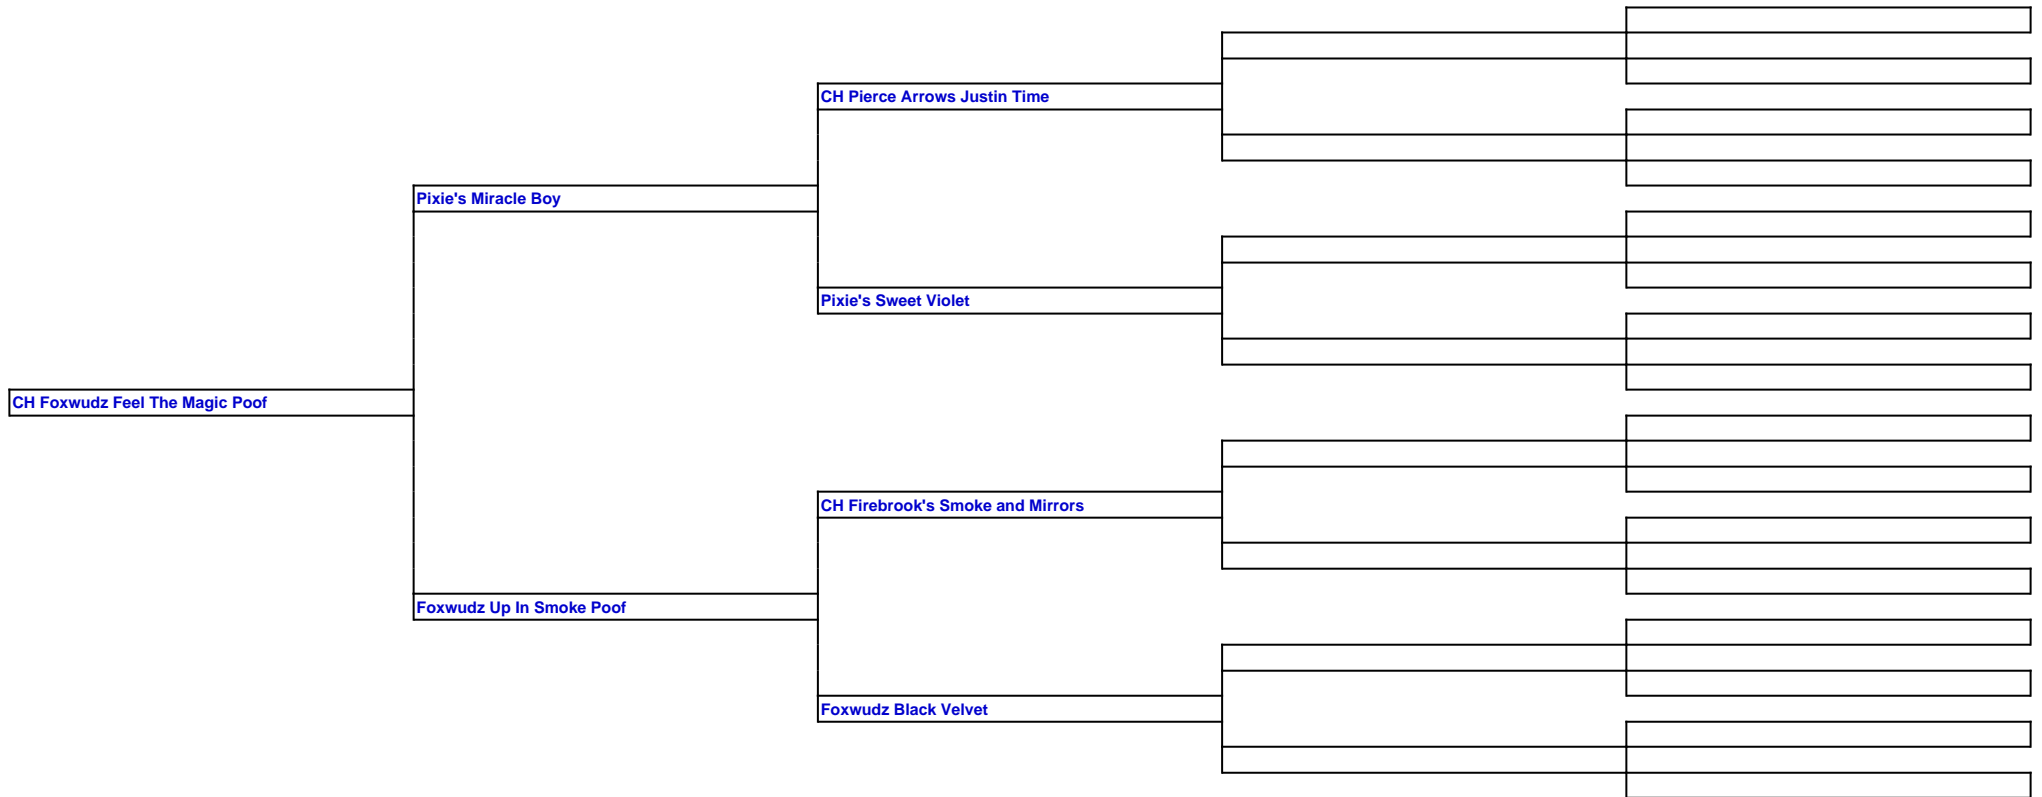 CH Pierce Arrows Justin Time
Pixie's Miracle Boy
Pixie's Sweet Violet
CH Foxwudz Feel The Magic Poof
CH Firebrook's Smoke and Mirrors
Foxwudz Up In Smoke Poof
Foxwudz Black Velvet